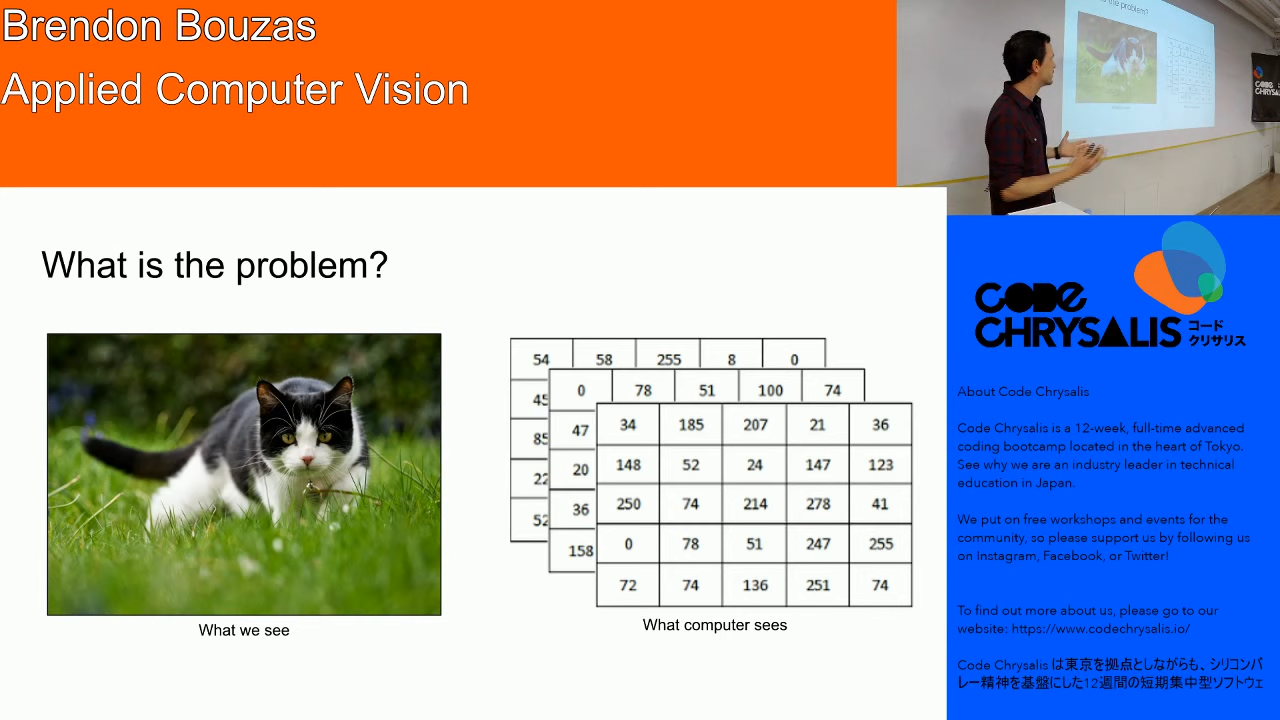 Brendon Bouzas
Applied Computer Vision
What is the problem?
What we see
54 58 255 8 0
45
85
22
52
0 78 51 100 74
47
20
36
158
34 185 207 21 36
148 52 24 147 123
250 74 214 278 41
0 78 51 247 255
72 74 136 251 74
What computer sees
the problem?
CODE
CHRYSALIS
CODE
CHRYSALIS
コード
クリサリス
About Code Chrysalis
Code Chrysalis is a 12-week, full-time advanced
coding bootcamp located in the heart of Tokyo.
See why we are an industry leader in technical
education in Japan.
We put on free workshops and events for the
community, so please support us by following us
on Instagram, Facebook, or Twitter!
To find out more about us, please go to our
website: https://www.codechrysalis.io/
Code Chrysalis は東京を拠点としながらも、シリコンバ
レー精神を基盤にした12週間の短期集中型ソフトウェ